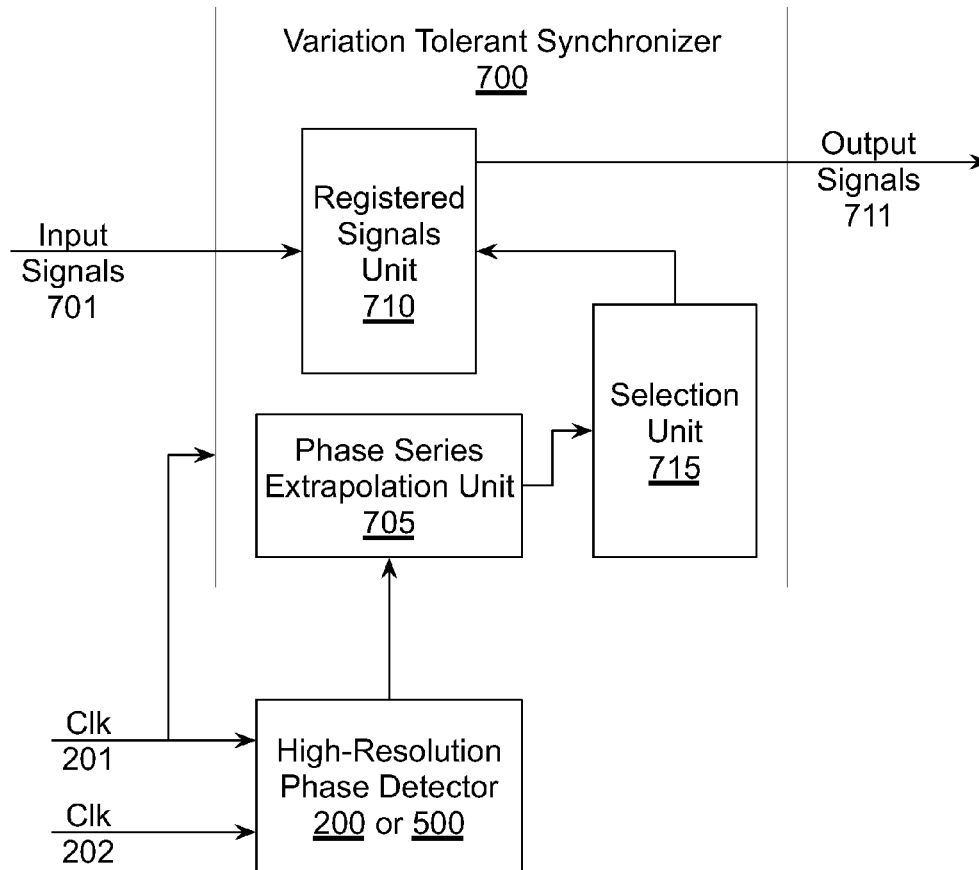 Variation Tolerant Synchronizer
700
Registered
Signals
Unit
710
Output
Signals
711
Input
Signals
701
Selection
Unit
715
Phase Series
Extrapolation Unit
705
Clk
201
Clk
202
High-Resolution
Phase Detector
200 or 500